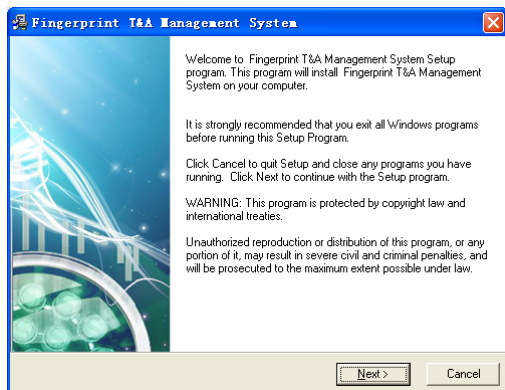 Fingerprint T&A Management System
Welcome to Fingerprint T&A Management System Setup
program. This program will install Fingerprint T&A Management
System on your computer.
It is strongly recommended that you exit all Windows programs
before running this Setup Program.
Click Cancel to quit Setup and close any programs you have
running. Click Next to continue with the Setup program.
WARNING: This program is protected by copyright law and
international treaties.
Unauthorized reproduction or distribution of this program, or any
portion of it, may result in severe civil and criminal penalties, and
will be prosecuted to the maximum extent possible under law.
Next > Cancel